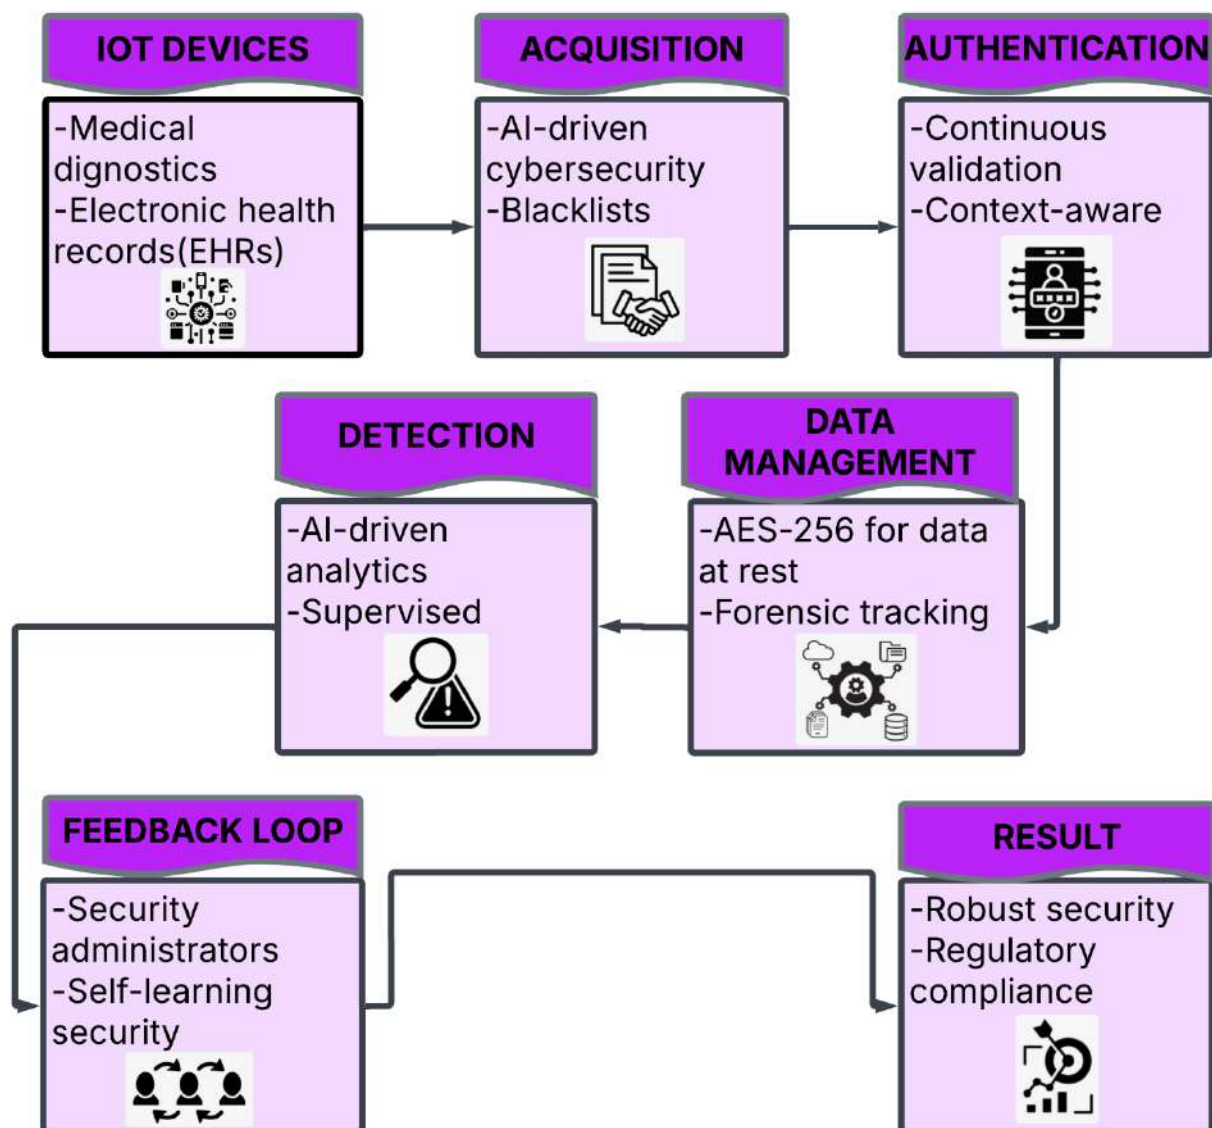 IOT DEVICES
-Medical
dignostics
-Electronic health
records(EHRs)
ACQUISITION
-AI-driven
cybersecurity
-Blacklists
AUTHENTICATION
-Continuous
validation
-Context-aware
DATA
MANAGEMENT
-AES-256 for data
at rest
-Forensic tracking
DETECTION
-AI-driven
analytics
-Supervised
FEEDBACK LOOP
-Security
administrators
-Self-learning
security
RESULT
-Robust security
-Regulatory
compliance